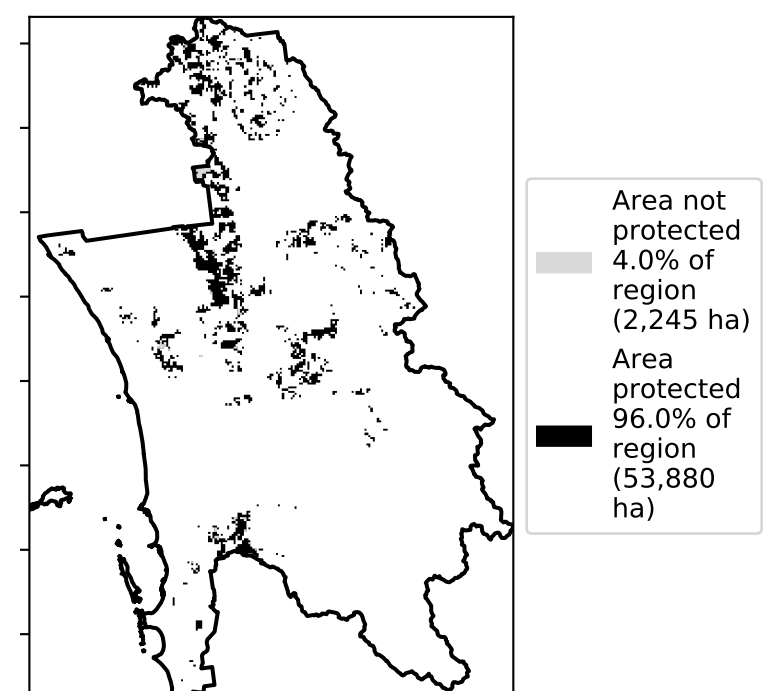 Area not
protected
4.0% of
region
(2,245 ha)
Area
protected
96.0% of
region
(53,880
ha)